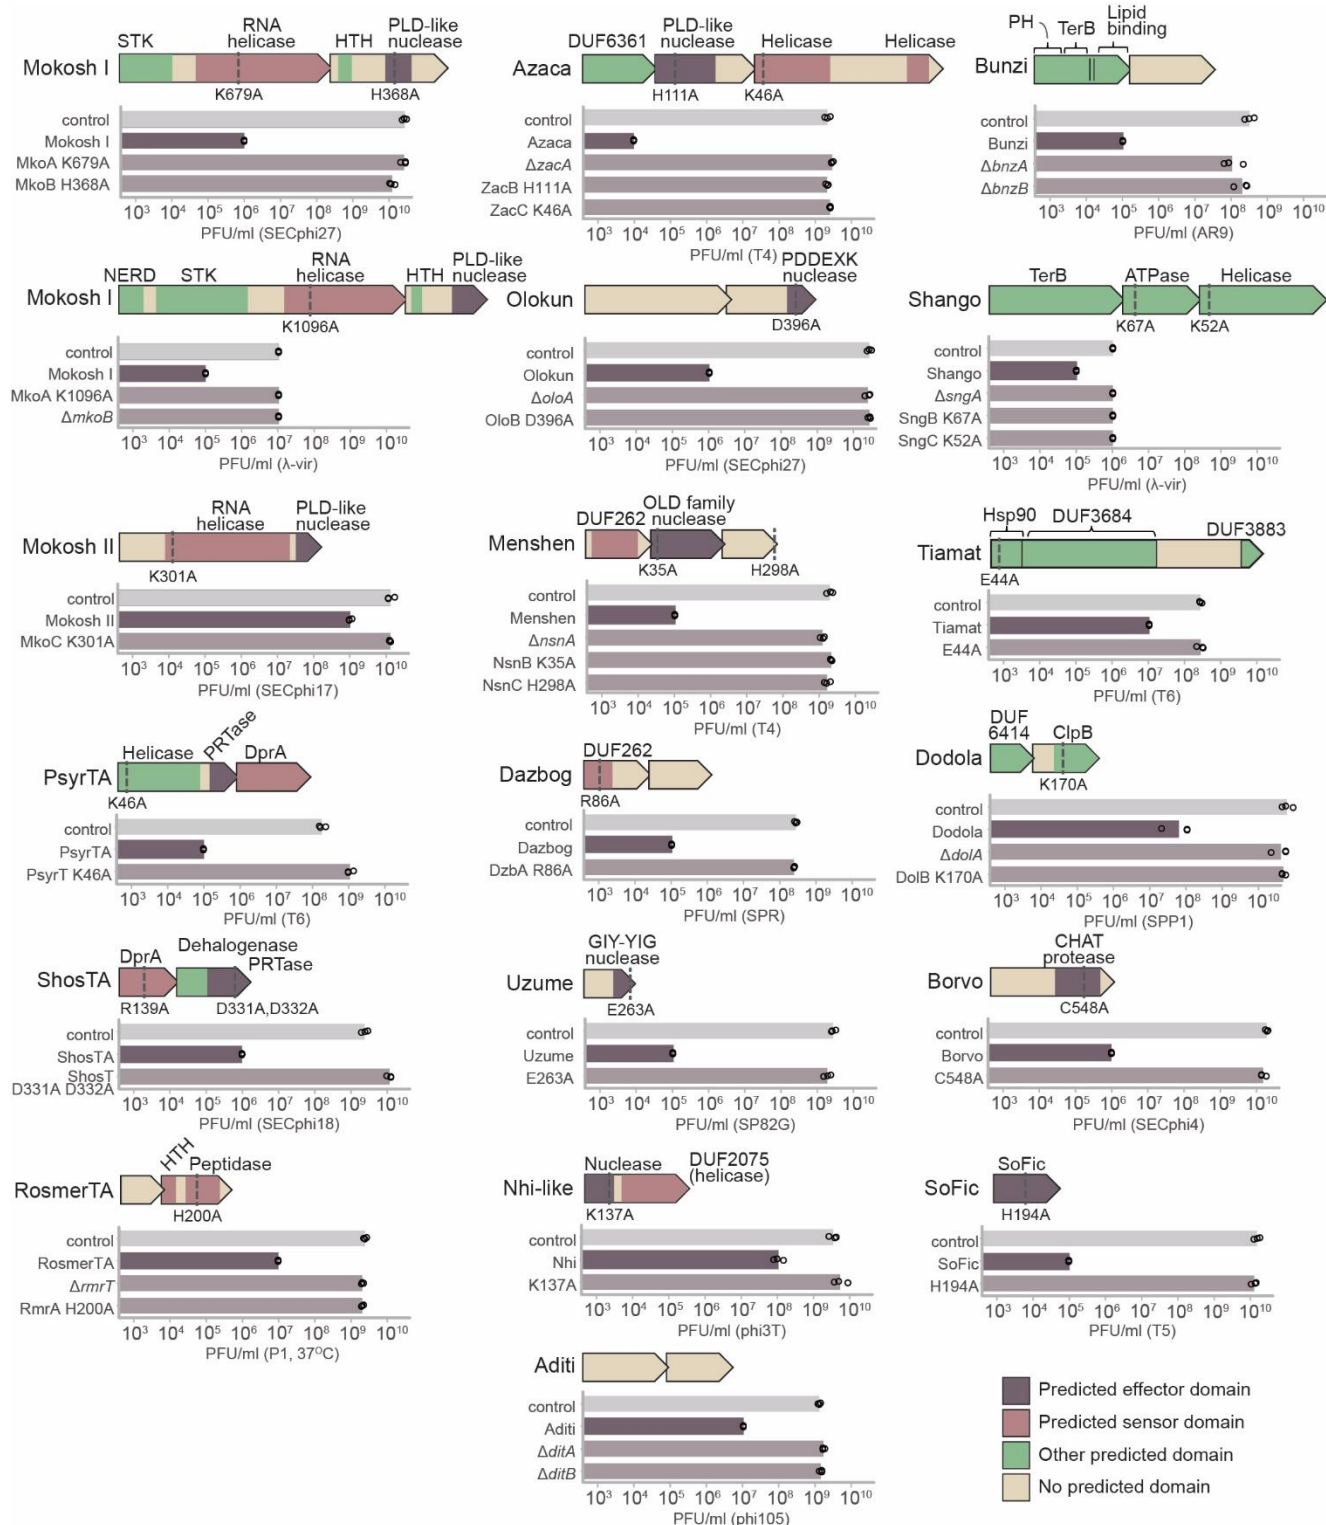 STK
RNA
helicase
HTH
PLD-like
nuclease
Mokosh I
K679A
H368A
control
Mokosh I
MkoA K679A
MkoB H368A
10³ 10⁴ 10⁵ 10⁶ 10⁷ 10⁸ 10⁹ 10¹⁰
PFU/ml (SECphi27)
DUF6361
PLD-like
nuclease
Helicase
Helicase
Azaca
H111A
K46A
control
Azaca
ΔzacA
ZacB H111A
ZacC K46A
10³ 10⁴ 10⁵ 10⁶ 10⁷ 10⁸ 10⁹ 10¹⁰
PFU/ml (T4)
PH
TerB
Lipid
binding
Bunzi
control
Bunzi
ΔbnzA
ΔbnzB
10³ 10⁴ 10⁵ 10⁶ 10⁷ 10⁸ 10⁹ 10¹⁰
PFU/ml (AR9)
NERD
STK
RNA
helicase
HTH
PLD-like
nuclease
Mokosh I
K1096A
control
Mokosh I
MkoA K1096A
ΔmkoB
10³ 10⁴ 10⁵ 10⁶ 10⁷ 10⁸ 10⁹ 10¹⁰
PFU/ml (λ-vir)
PDDEXK
nuclease
Olokun
D396A
control
Olokun
ΔoloA
OloB D396A
10³ 10⁴ 10⁵ 10⁶ 10⁷ 10⁸ 10⁹ 10¹⁰
PFU/ml (SECphi27)
TerB
ATPase
Helicase
Shango
K67A
K52A
control
Shango
ΔsngA
SngB K67A
SngC K52A
10³ 10⁴ 10⁵ 10⁶ 10⁷ 10⁸ 10⁹ 10¹⁰
PFU/ml (λ-vir)
RNA
helicase
PLD-like
nuclease
Mokosh II
K301A
control
Mokosh II
MkoC K301A
10³ 10⁴ 10⁵ 10⁶ 10⁷ 10⁸ 10⁹ 10¹⁰
PFU/ml (SECphi17)
DUF262
OLD family
nuclease
Menshen
K35A
H298A
control
Menshen
ΔnsnA
NsnB K35A
NsnC H298A
10³ 10⁴ 10⁵ 10⁶ 10⁷ 10⁸ 10⁹ 10¹⁰
PFU/ml (T4)
Hsp90
DUF3684
DUF3883
Tiamat
E44A
control
Tiamat
E44A
10³ 10⁴ 10⁵ 10⁶ 10⁷ 10⁸ 10⁹ 10¹⁰
PFU/ml (T6)
Helicase
PRTase
DprA
PsyrTA
K46A
control
PsyrTA
PsyrT K46A
10³ 10⁴ 10⁵ 10⁶ 10⁷ 10⁸ 10⁹ 10¹⁰
PFU/ml (T6)
DUF262
Dazbog
R86A
control
Dazbog
DzbA R86A
10³ 10⁴ 10⁵ 10⁶ 10⁷ 10⁸ 10⁹ 10¹⁰
PFU/ml (SPR)
DUF
6414
ClpB
Dodola
K170A
control
Dodola
ΔdolA
DolB K170A
10³ 10⁴ 10⁵ 10⁶ 10⁷ 10⁸ 10⁹ 10¹⁰
PFU/ml (SPP1)
DprA
Dehalogenase
PRTase
ShosTA
R139A
D331A,D332A
control
ShosTA
ShosT
D331A D332A
10³ 10⁴ 10⁵ 10⁶ 10⁷ 10⁸ 10⁹ 10¹⁰
PFU/ml (SECphi18)
GIY-YIG
nuclease
Uzume
E263A
control
Uzume
E263A
10³ 10⁴ 10⁵ 10⁶ 10⁷ 10⁸ 10⁹ 10¹⁰
PFU/ml (SP82G)
CHAT
protease
Borvo
C548A
control
Borvo
C548A
10³ 10⁴ 10⁵ 10⁶ 10⁷ 10⁸ 10⁹ 10¹⁰
PFU/ml (SECphi4)
HTH
Peptidase
RosmerTA
H200A
control
RosmerTA
ΔrmrT
RmrA H200A
10³ 10⁴ 10⁵ 10⁶ 10⁷ 10⁸ 10⁹ 10¹⁰
PFU/ml (P1, 37⁰C)
Nuclease
DUF2075
(helicase)
Nhi-like
K137A
control
Nhi
K137A
10³ 10⁴ 10⁵ 10⁶ 10⁷ 10⁸ 10⁹ 10¹⁰
PFU/ml (phi3T)
SoFic
SoFic
H194A
control
SoFic
H194A
10³ 10⁴ 10⁵ 10⁶ 10⁷ 10⁸ 10⁹ 10¹⁰
PFU/ml (T5)
Aditi
control
Aditi
ΔditA
ΔditB
10³ 10⁴ 10⁵ 10⁶ 10⁷ 10⁸ 10⁹ 10¹⁰
PFU/ml (phi105)
Predicted effector domain
Predicted sensor domain
Other predicted domain
No predicted domain